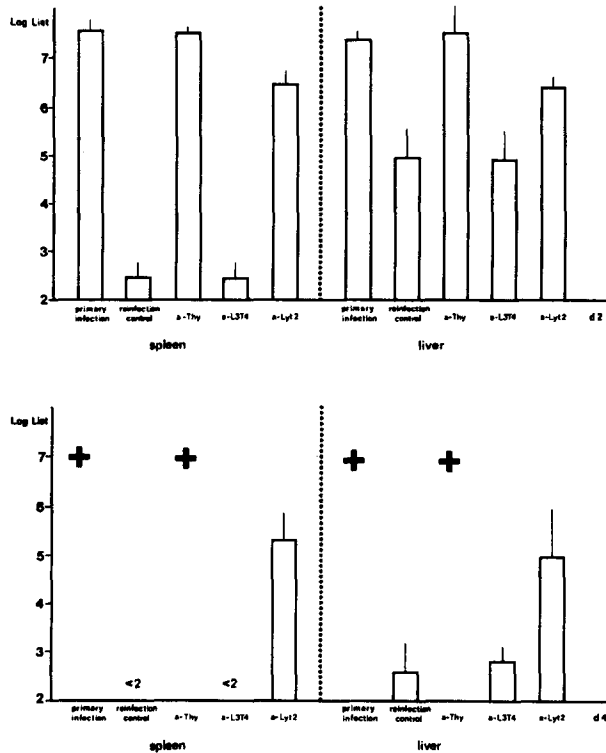 Log List
7
6
5
4
3
2
primary infection reinfection control a-Thy a-L3T4 a-Lyt2 primary infection reinfection control a-Thy a-L3T4 a-Lyt2 d2
spleen liver
Log List
7
6
5
4
3
2
<2 <2
primary infection reinfection control a-Thy a-L3T4 a-Lyt2 primary infection reinfection control a-Thy a-L3T4 a-Lyt2 d4
spleen liver